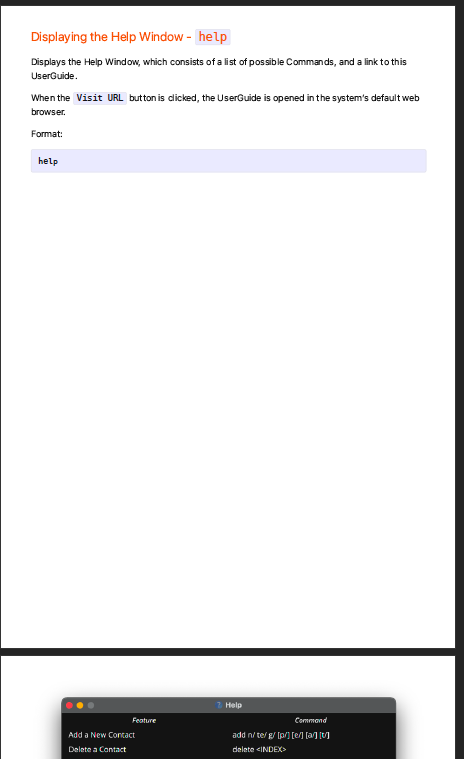 Displaying the Help Window - help
Displays the Help Window, which consists of a list of possible Commands, and a link to this
UserGuide.
When the Visit URL button is clicked, the UserGuide is opened in the system's default web
browser.
Format:
help
Help
Feature Command
Add a New Contact add n/ te/ g/ [p/] [e/] [a/] [t/]
Delete a Contact delete <INDEX>